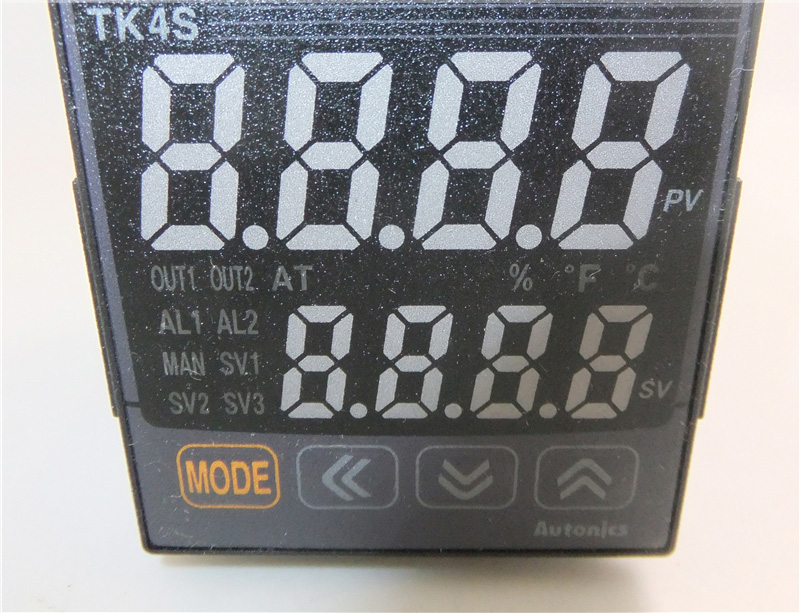 TK4S
8.8.8.8
PV
OUT1 OUT2 AT % °F °C
AL1 AL2
MAN SV1
8.8.8.8
SV
SV2 SV3
MODE
Autonics